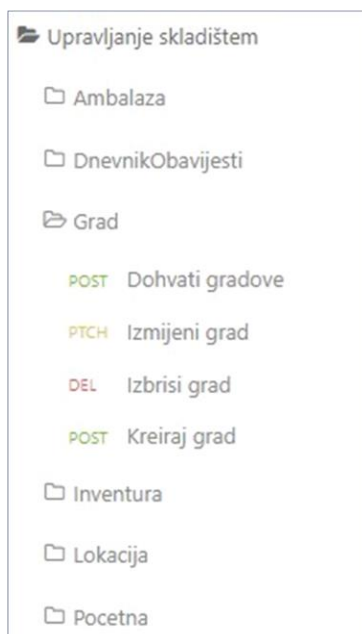 Upravljanje skladištem
Ambalaza
DnevnikObavijesti
Grad
POST Dohvati gradove
PTCH Izmijeni grad
DEL Izbrisi grad
POST Kreiraj grad
Inventura
Lokacija
Pocetna